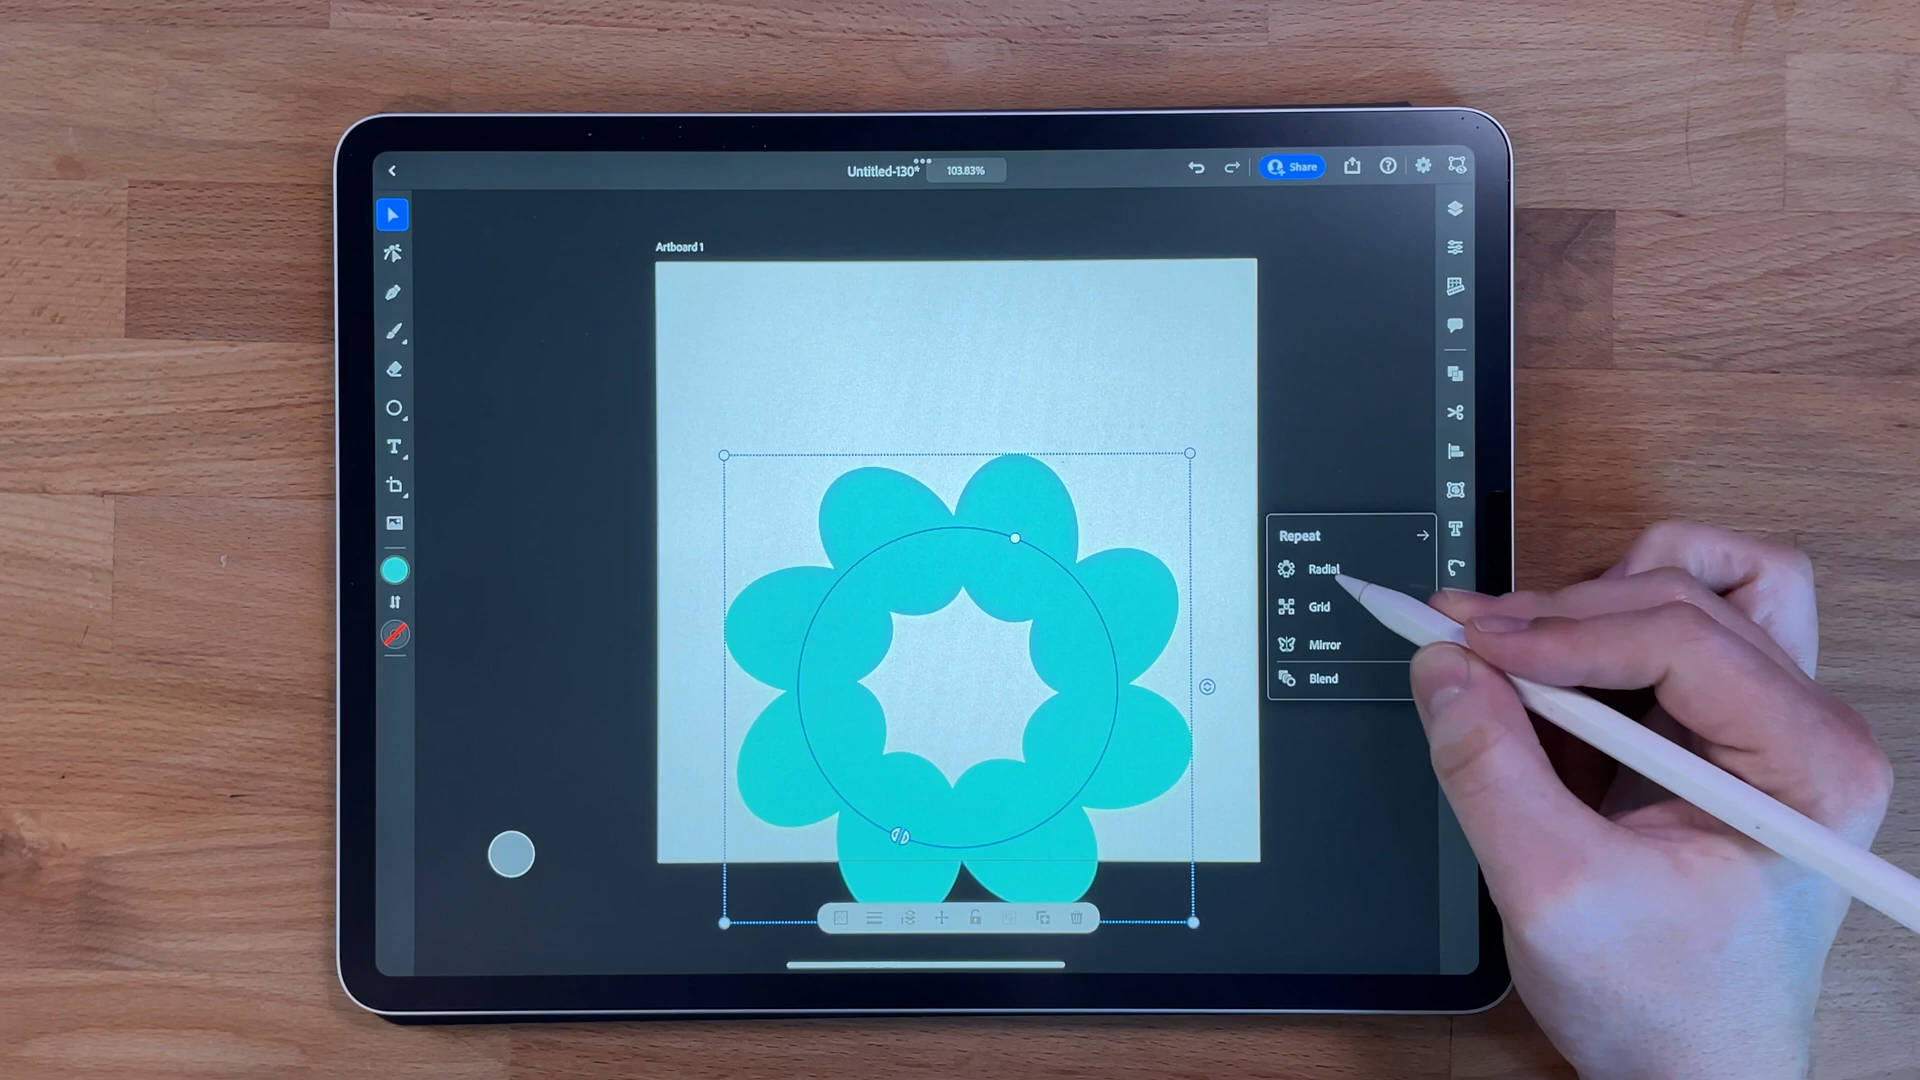 Untitled-130*
103.83%
Share
Artboard 1
Repeat
Radial
Grid
Mirror
Blend